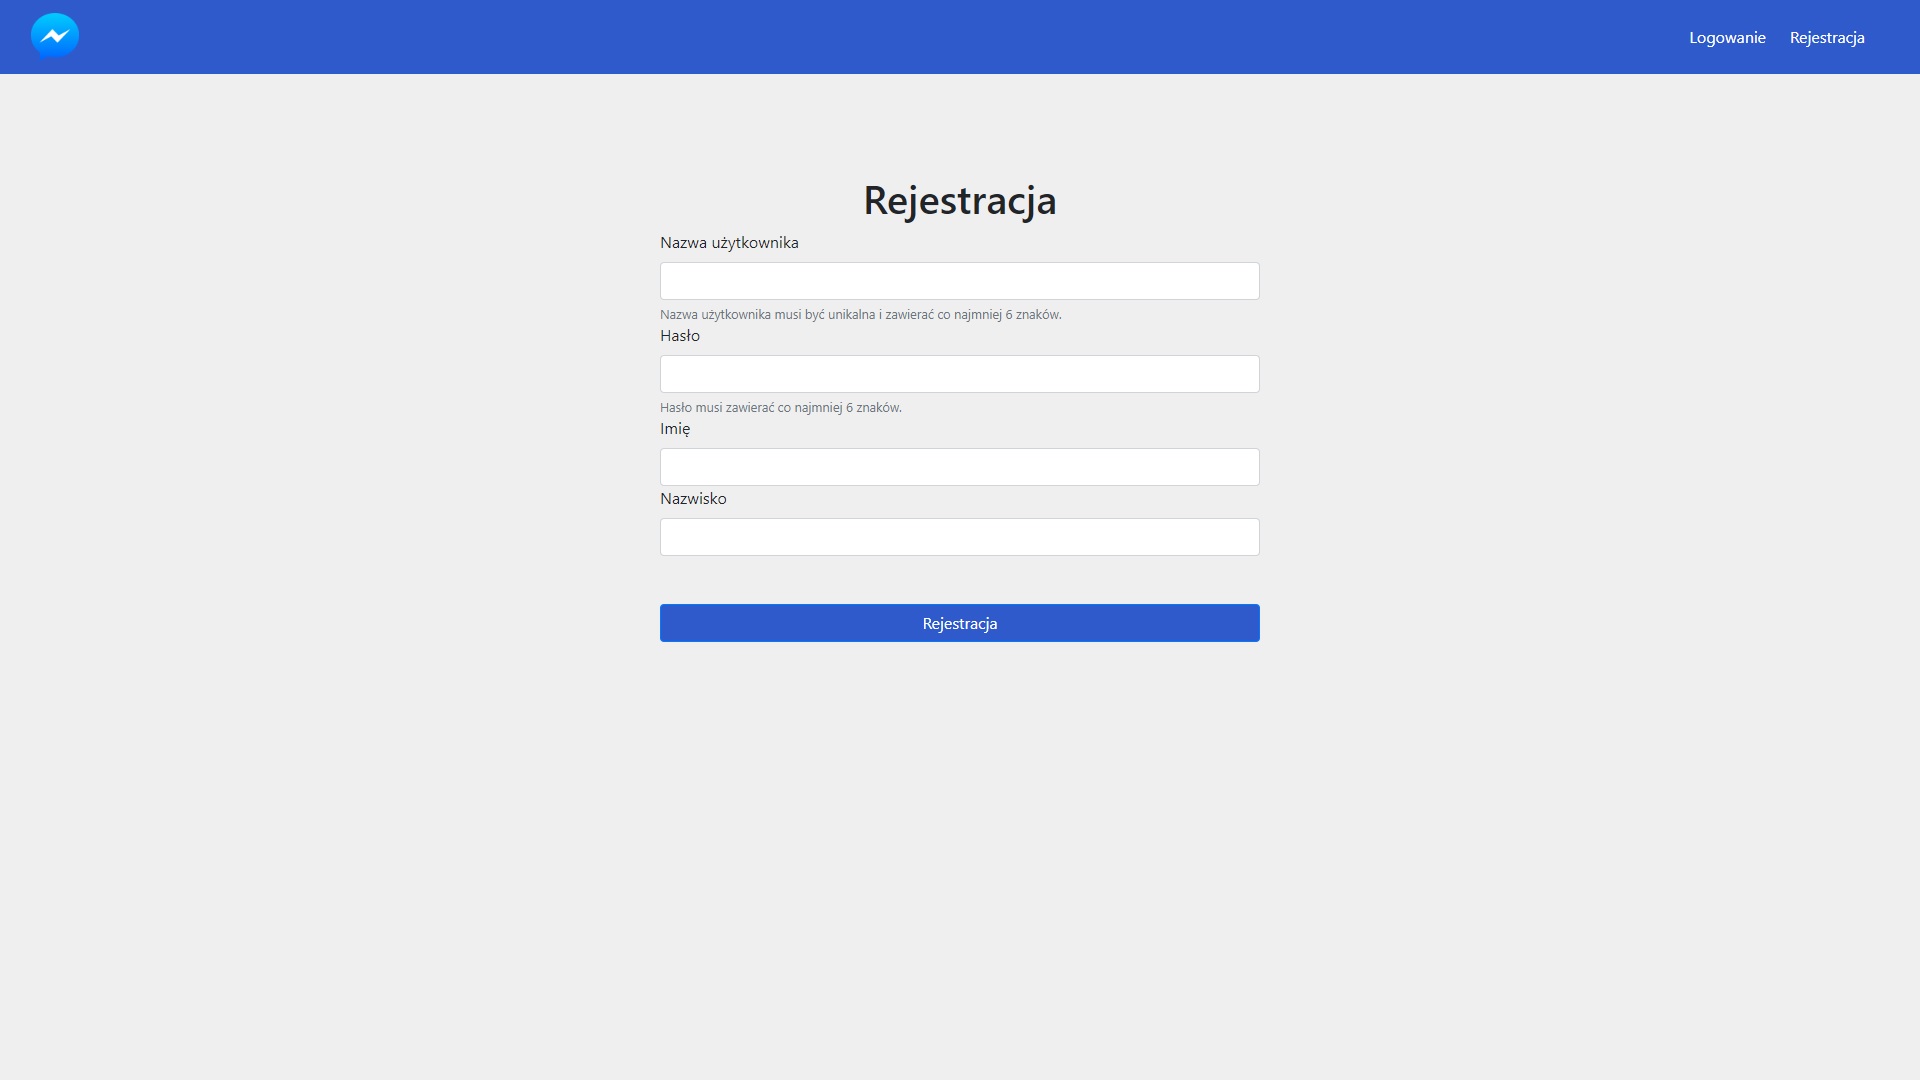 Logowanie Rejestracja
Rejestracja
Nazwa użytkownika
Nazwa użytkownika musi być unikalna i zawierać co najmniej 6 znaków.
Hasło
Hasło musi zawierać co najmniej 6 znaków.
Imię
Nazwisko
Rejestracja